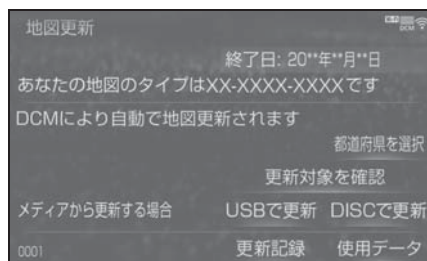 地図更新
DCM
終了日: 20**年**月**日
あなたの地図のタイプはXX-XXXX-XXXXです
DCMにより自動で地図更新されます
都道府県を選択
更新対象を確認
メディアから更新する場合 USBで更新 DISCで更新
0001 更新記録 使用データ